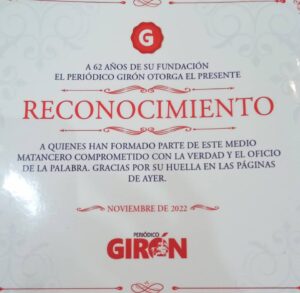 G
A 62 AÑOS DE SU FUNDACIÓN
EL PERIÓDICO GIRÓN OTORGA EL PRESENTE
RECONOCIMIENTO
A QUIENES HAN FORMADO PARTE DE ESTE MEDIO
MATANCERO COMPROMETIDO CON LA VERDAD Y EL OFICIO
DE LA PALABRA. GRACIAS POR SU HUELLA EN LAS PÁGINAS
DE AYER.
NOVIEMBRE DE 2022
PERIÓDICO
GIRÓN